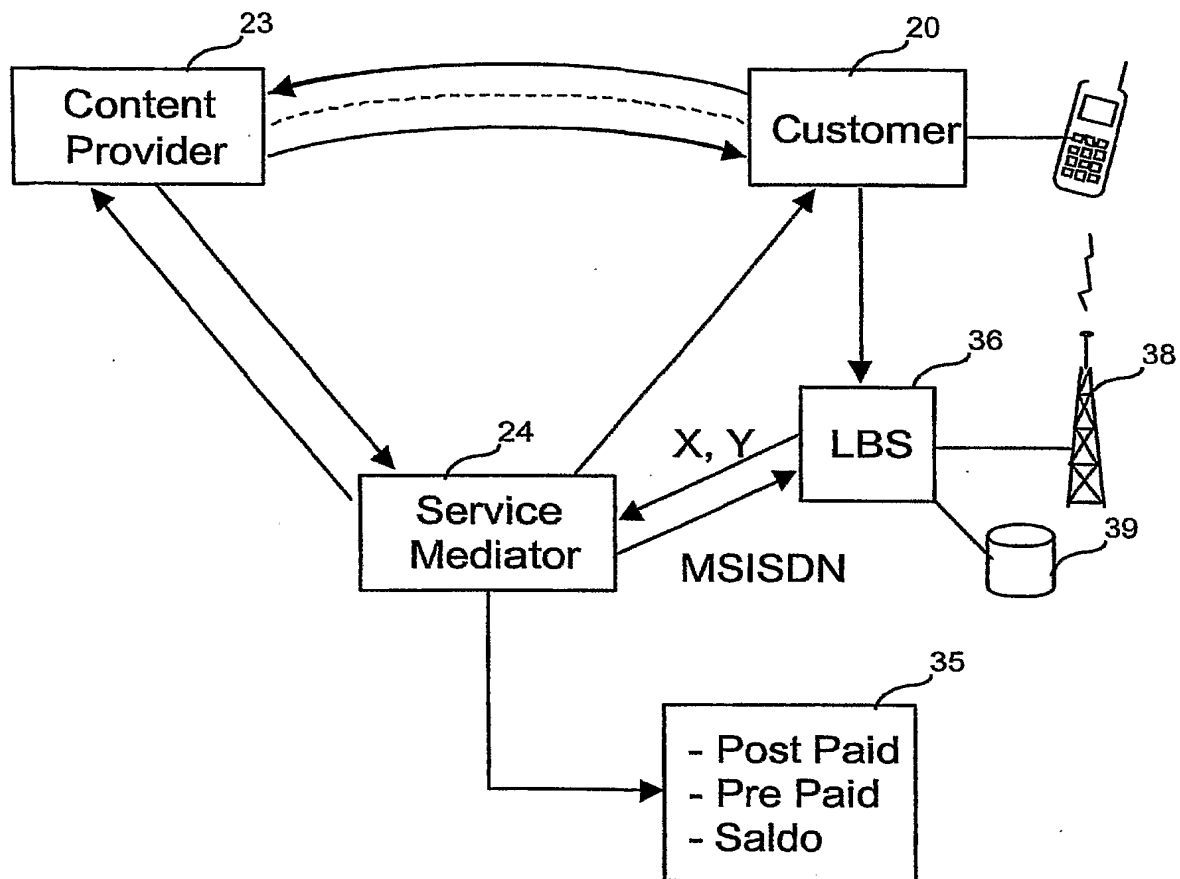 23
20
Content
Provider
Customer
36
38
24
X, Y
LBS
Service
Mediator
39
MSISDN
35
- Post Paid
- Pre Paid
- Saldo